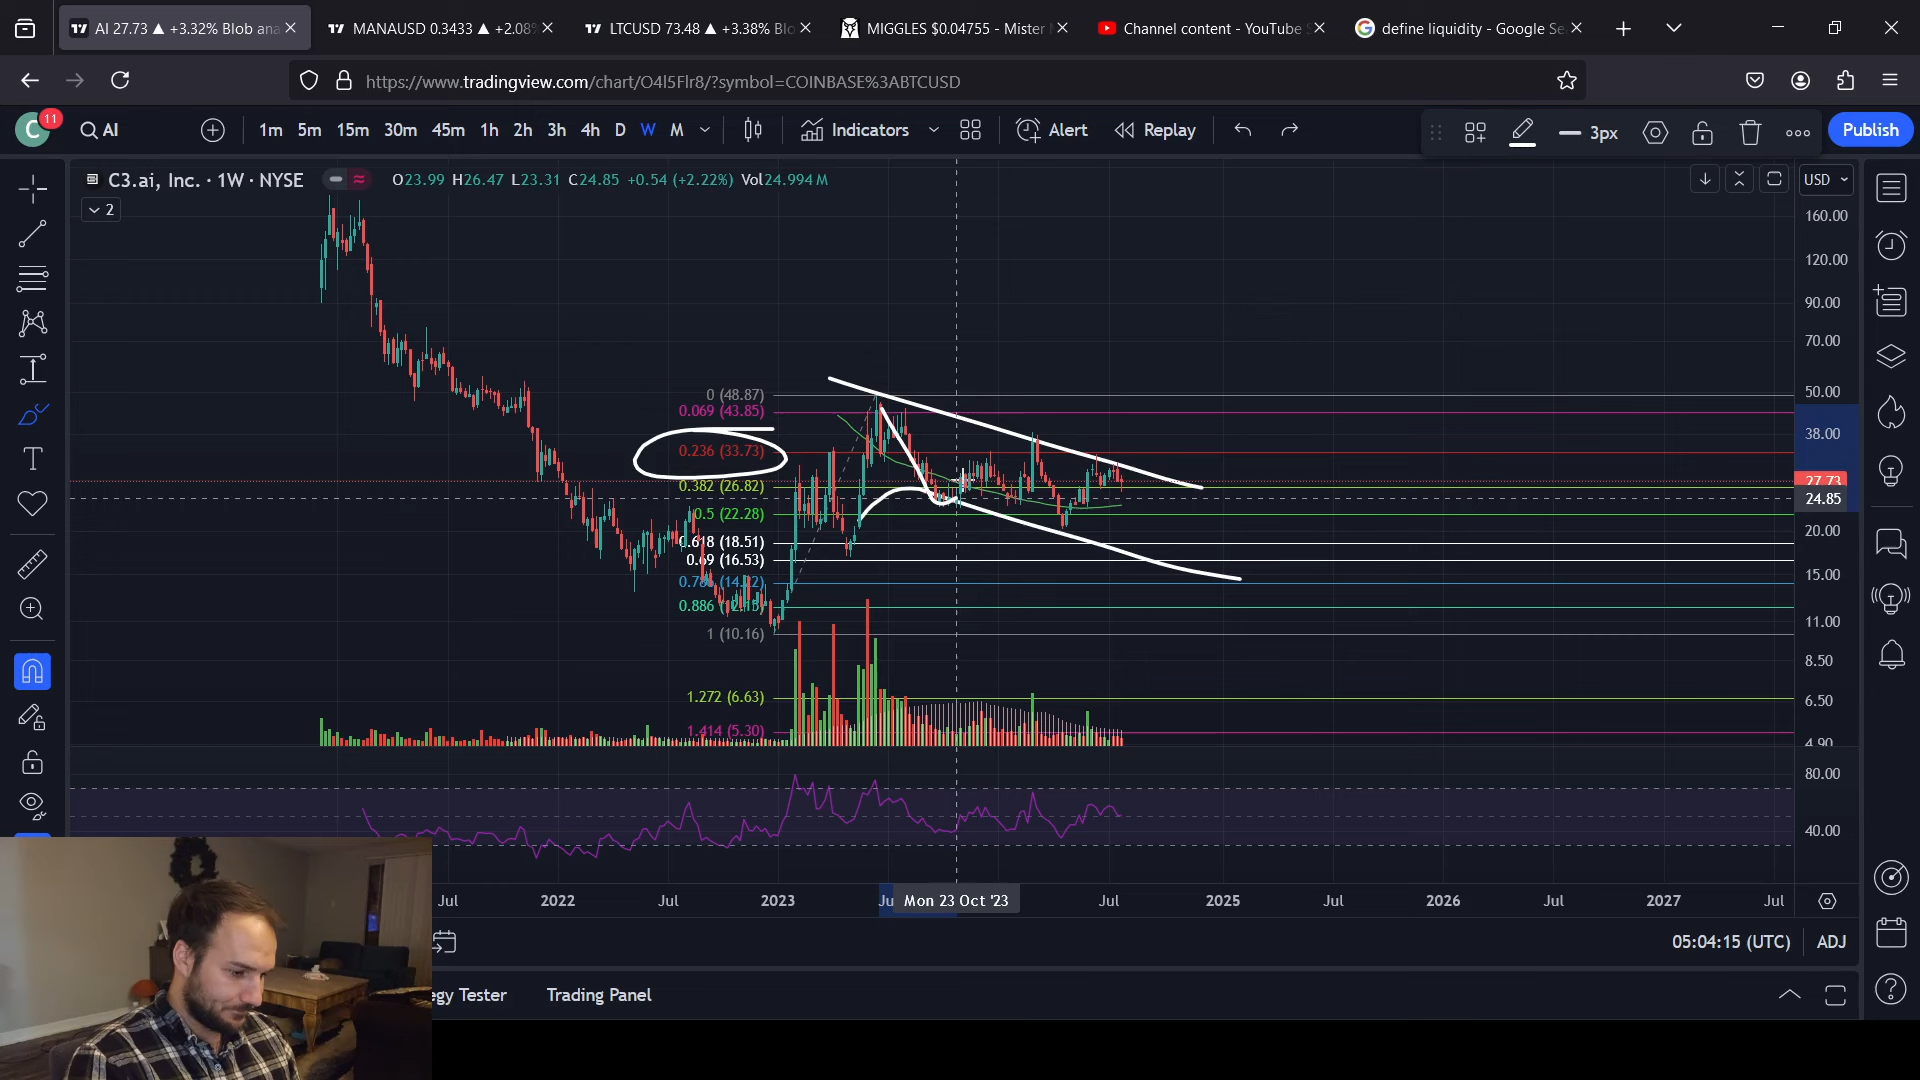 AI 27.73 ▲ +3.32% Blob ana
MANAUSD 0.3433 ▲ +2.08%
LTCUSD 73.48 ▲ +3.38% Blo
MIGGLES $0.04755 - Mister
Channel content - YouTube S
define liquidity - Google Se
https://www.tradingview.com/chart/O4l5Flr8/?symbol=COINBASE%3ABTCUSD
C
11
AI
1m 5m 15m 30m 45m 1h 2h 3h 4h D W M
Indicators
Alert
Replay
3px
Publish
C3.ai, Inc. · 1W · NYSE
O23.99 H26.47 L23.31 C24.85 +0.54 (+2.22%) Vol24.994 M
USD
2
160.00
120.00
90.00
70.00
50.00
38.00
27.73
24.85
20.00
15.00
11.00
8.50
6.50
4.90
80.00
40.00
0 (48.87)
0.069 (43.85)
0.236 (33.73)
0.382 (26.82)
0.5 (22.28)
0.618 (18.51)
0.69 (16.53)
0.886
1 (10.16)
1.272 (6.63)
1.414 (5.30)
Jul
2022
Jul
2023
Ju
Mon 23 Oct '23
Jul
2025
Jul
2026
Jul
2027
Jul
05:04:15 (UTC)
ADJ
egy Tester
Trading Panel